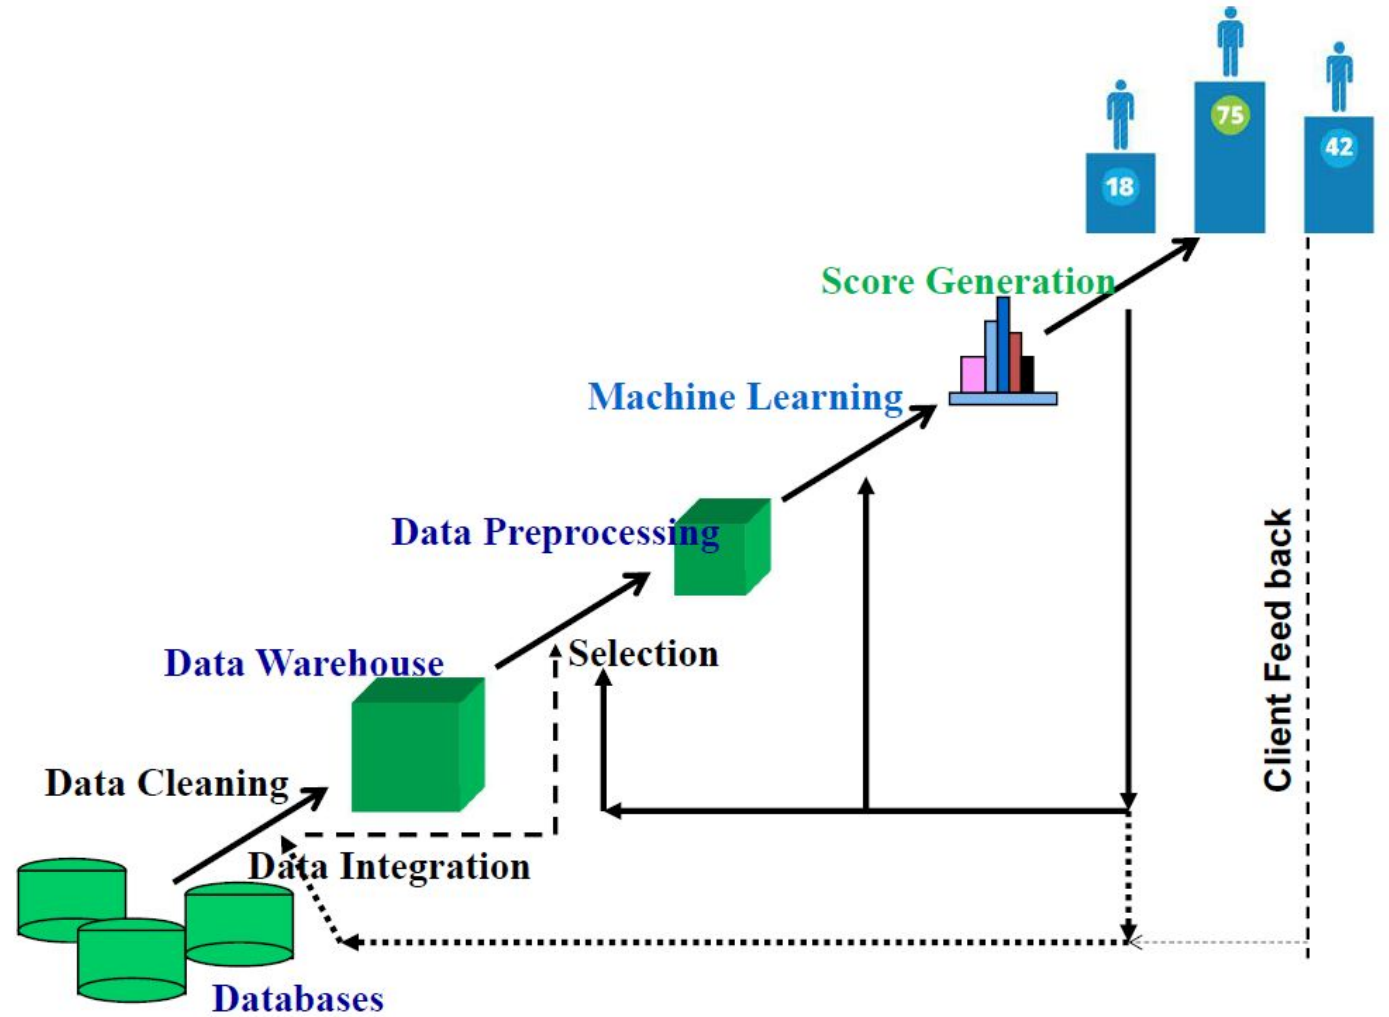 75
42
18
Score Generation
Machine Learning
Data Preprocessing
Selection
Data Warehouse
Client Feed back
Data Cleaning
Data Integration
Databases